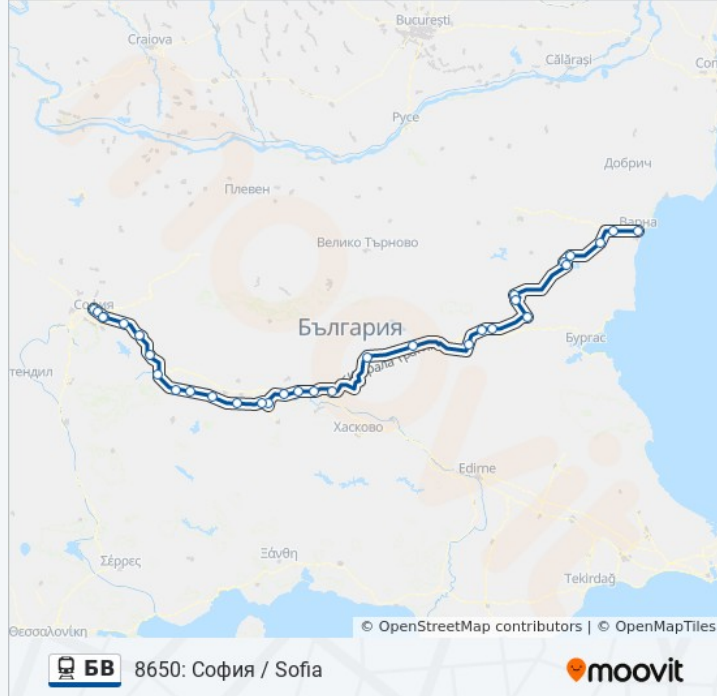 București
Craiova
Călărași
Con
Русе
Добрич
Плевен
Варна
Велико Търново
София
България
Бургас
тендил
Хасково
Edirne
Ξάνθη
Σέρρες
Tekirdağ
Θεσσαλονίκη
© OpenStreetMap contributors | © OpenMapTiles
БВ 8650: София / Sofia
moovit